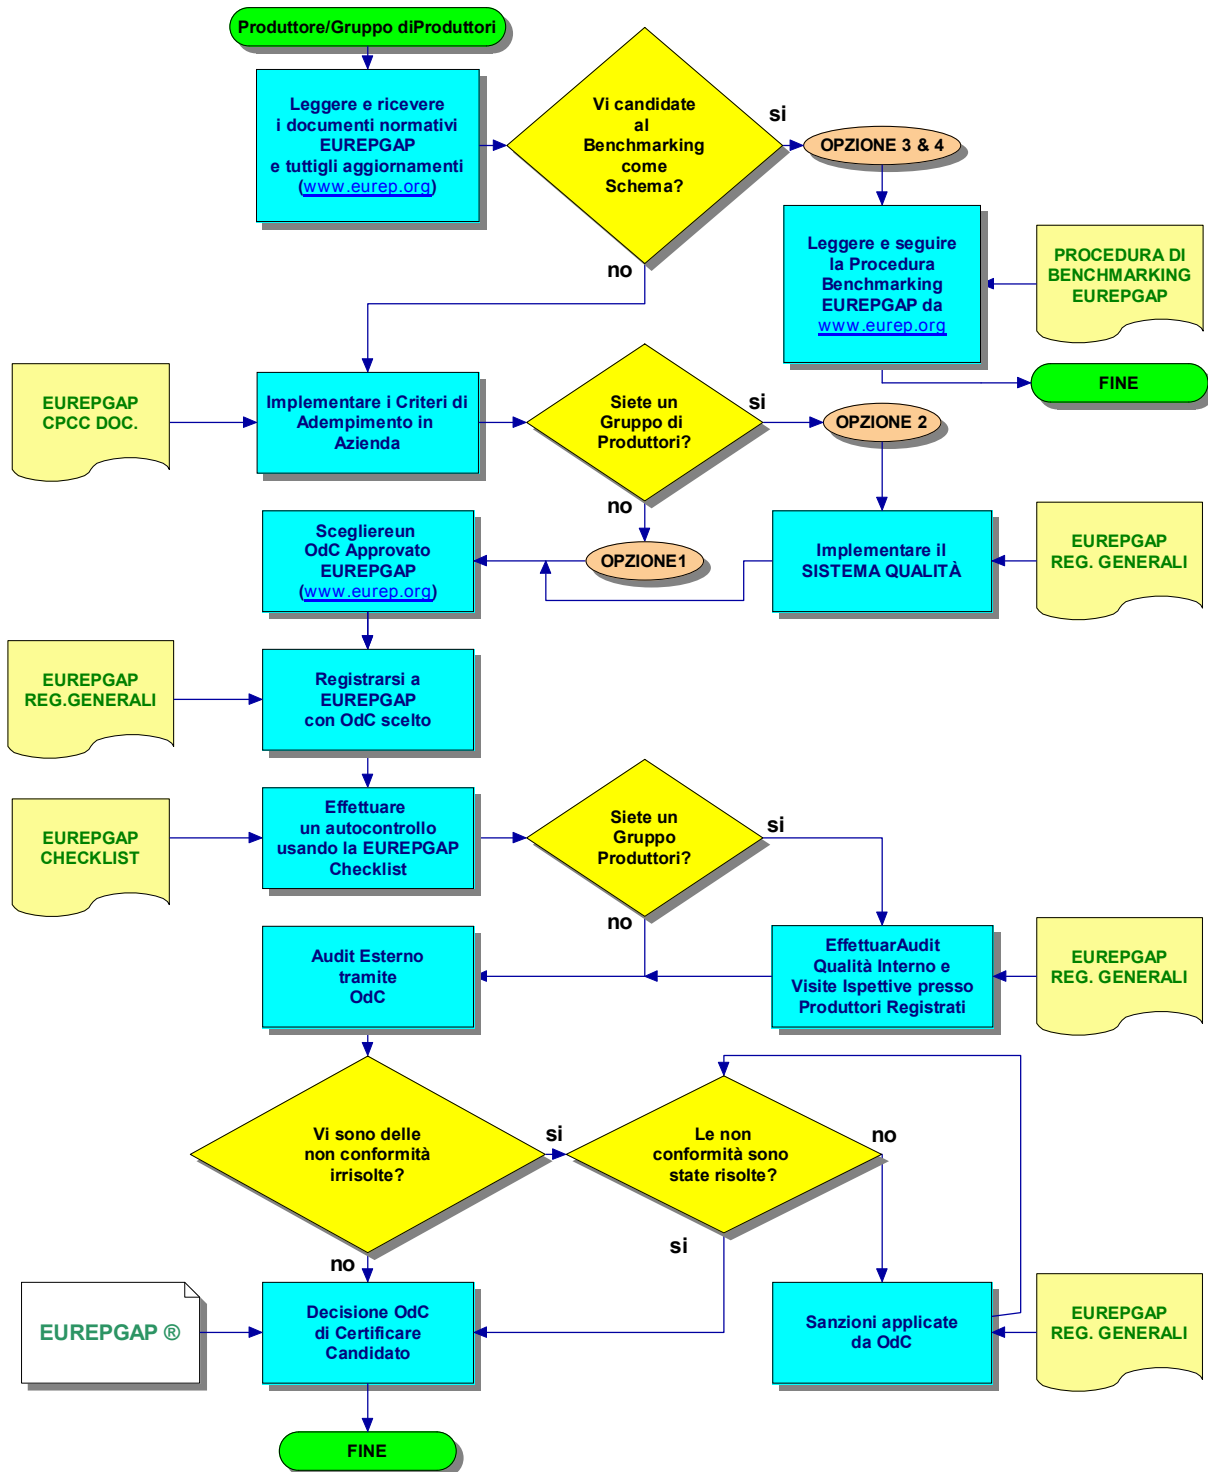 Produttore/Gruppo diProduttori
Leggere e ricevere
i documenti normativi
EUREPGAP
e tuttigli aggiornamenti
(www.eurep.org)
Vi candidate
al
Benchmarking
come
Schema?
si
OPZIONE 3 & 4
no
Leggere e seguire
la Procedura
Benchmarking
EUREPGAP da
www.eurep.org
PROCEDURA DI
BENCHMARKING
EUREPGAP
FINE
EUREPGAP
CPCC DOC.
Implementare i Criteri di
Adempimento in
Azienda
Siete un
Gruppo di
Produttori?
si
OPZIONE 2
no
Scegliereun
OdC Approvato
EUREPGAP
(www.eurep.org)
OPZIONE1
Implementare il
SISTEMA QUALITÀ
EUREPGAP
REG. GENERALI
EUREPGAP
REG.GENERALI
Registrarsi a
EUREPGAP
con OdC scelto
EUREPGAP
CHECKLIST
Effettuare
un autocontrollo
usando la EUREPGAP
Checklist
Siete un
Gruppo
Produttori?
si
no
Audit Esterno
tramite
OdC
EffettuarAudit
Qualità Interno e
Visite Ispettive presso
Produttori Registrati
EUREPGAP
REG. GENERALI
Vi sono delle
non conformità
irrisolte?
si
Le non
conformità sono
state risolte?
no
no
si
EUREPGAP ®
Decisione OdC
di Certificare
Candidato
Sanzioni applicate
da OdC
EUREPGAP
REG. GENERALI
FINE